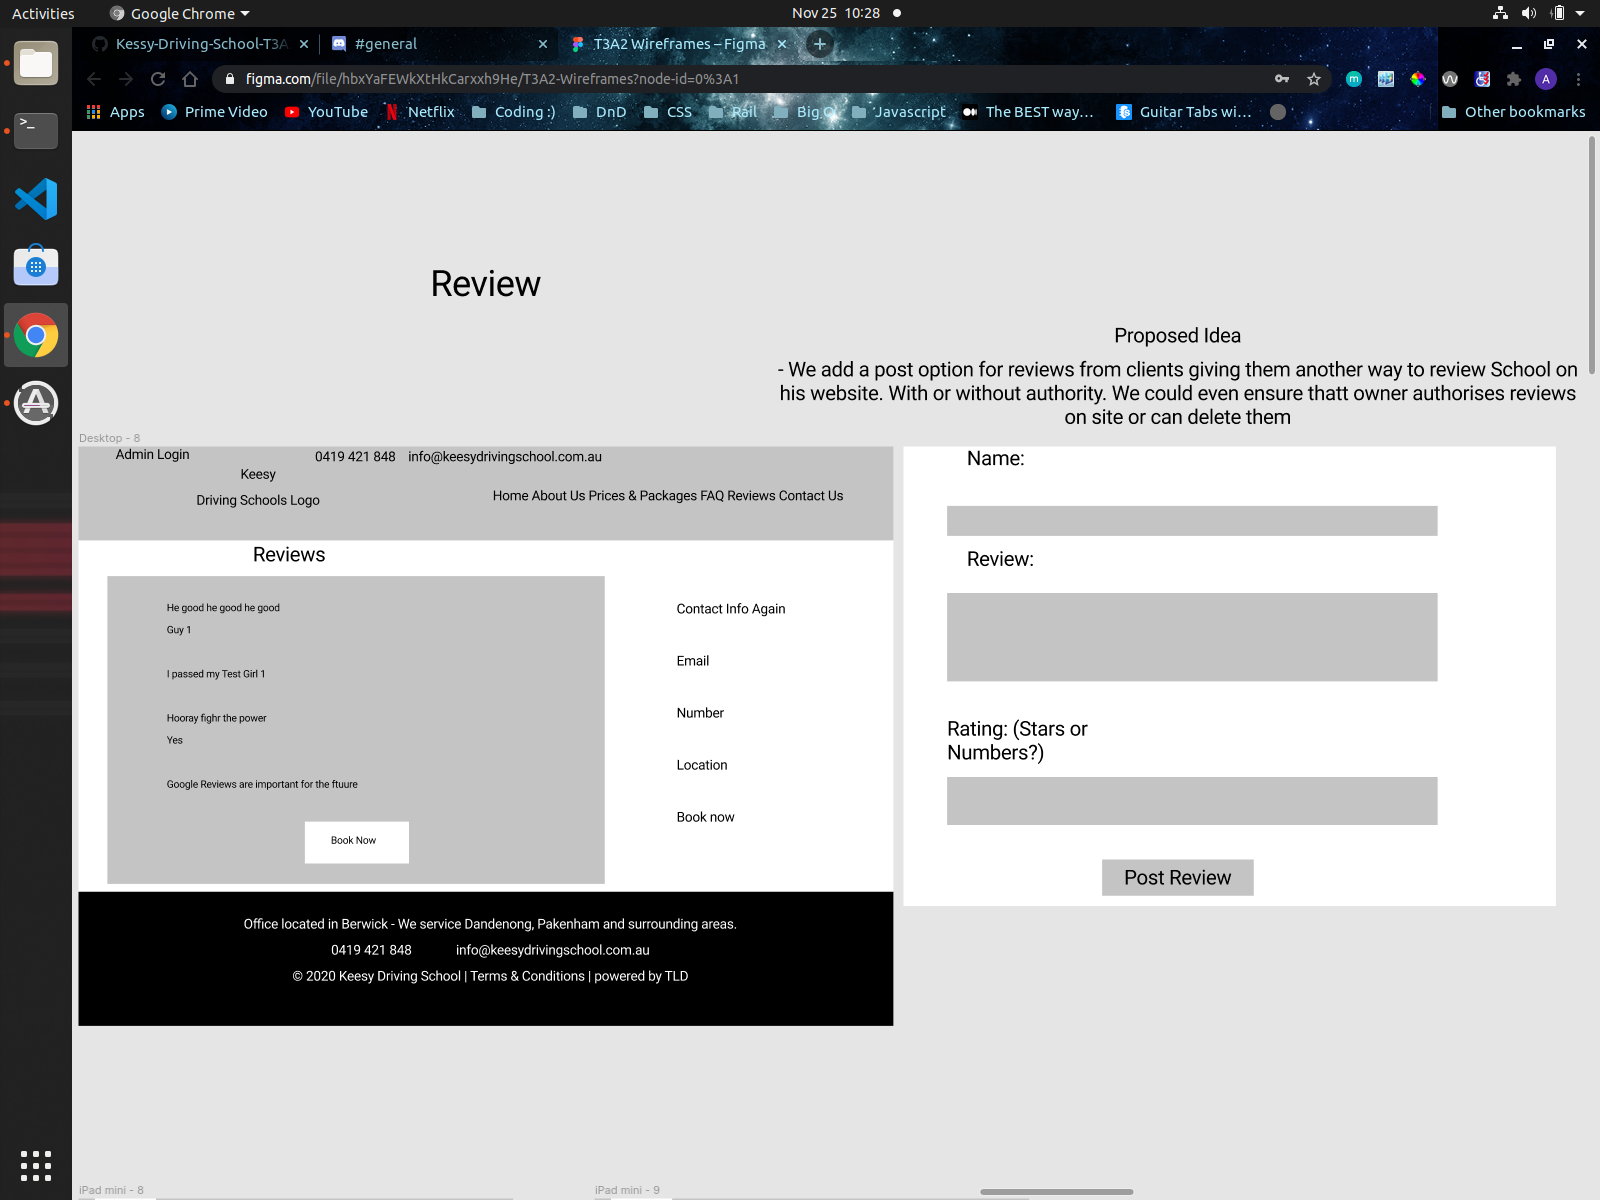 Activities
Google Chrome
Nov 25 10:28
Kessy-Driving-School-T3A
#general
T3A2 Wireframes – Figma
figma.com/file/hbxYaFEWkXtHkCarxxh9He/T3A2-Wireframes?node-id=0%3A1
A
Apps
Prime Video
YouTube
Netflix
Coding :)
DnD
CSS
Rail
Big O
Javascript
The BEST way...
Guitar Tabs wi...
Other bookmarks
Review
Proposed Idea
- We add a post option for reviews from clients giving them another way to review School on
his website. With or without authority. We could even ensure thatt owner authorises reviews
on site or can delete them
Desktop - 8
Admin Login
0419 421 848 info@keesydrivingschool.com.au
Keesy
Driving Schools Logo
Home About Us Prices & Packages FAQ Reviews Contact Us
Reviews
He good he good he good
Guy 1
I passed my Test Girl 1
Hooray fighr the power
Yes
Google Reviews are important for the ftuure
Book Now
Contact Info Again
Email
Number
Location
Book now
Office located in Berwick - We service Dandenong, Pakenham and surrounding areas.
0419 421 848 info@keesydrivingschool.com.au
© 2020 Keesy Driving School | Terms & Conditions | powered by TLD
Name:
Review:
Rating: (Stars or
Numbers?)
Post Review
iPad mini - 8
iPad mini - 9